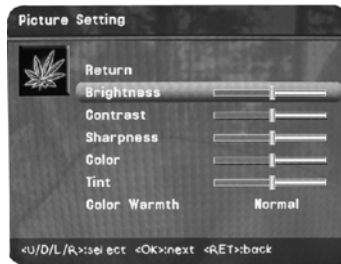 Picture Setting
Return
Brightness
Contrast
Sharpness
Color
Tint
Color Warmth Normal
<U/D/L/R>:select <OK>:next <RET>:back